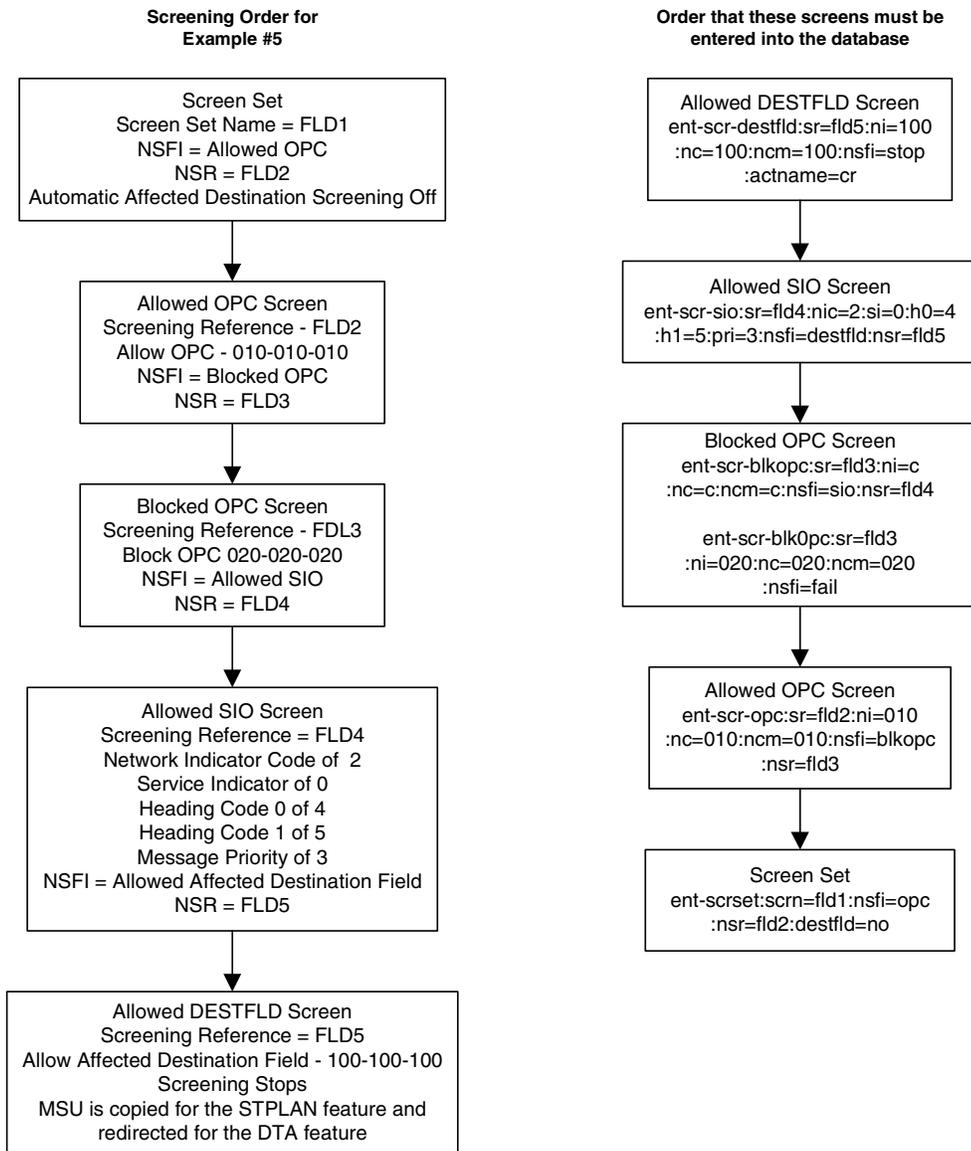 Screening Order for
Example #5
Screen Set
Screen Set Name = FLD1
NSFI = Allowed OPC
NSR = FLD2
Automatic Affected Destination Screening Off
Allowed OPC Screen
Screening Reference - FLD2
Allow OPC - 010-010-010
NSFI = Blocked OPC
NSR = FLD3
Blocked OPC Screen
Screening Reference - FDL3
Block OPC 020-020-020
NSFI = Allowed SIO
NSR = FLD4
Allowed SIO Screen
Screening Reference = FLD4
Network Indicator Code of 2
Service Indicator of 0
Heading Code 0 of 4
Heading Code 1 of 5
Message Priority of 3
NSFI = Allowed Affected Destination Field
NSR = FLD5
Allowed DESTFLD Screen
Screening Reference = FLD5
Allow Affected Destination Field - 100-100-100
Screening Stops
MSU is copied for the STPLAN feature and
redirected for the DTA feature
Order that these screens must be
entered into the database
Allowed DESTFLD Screen
ent-scr-destfld:sr=fld5:ni=100
:nc=100:ncm=100:nsfi=stop
:actname=cr
Allowed SIO Screen
ent-scr-sio:sr=fld4:nic=2:si=0:h0=4
:h1=5:pri=3:nsfi=destfld:nsr=fld5
Blocked OPC Screen
ent-scr-blkopc:sr=fld3:ni=c
:nc=c:ncm=c:nsfi=sio:nsr=fld4
ent-scr-blk0pc:sr=fld3
:ni=020:nc=020:ncm=020
:nsfi=fail
Allowed OPC Screen
ent-scr-opc:sr=fld2:ni=010
:nc=010:ncm=010:nsfi=blkopc
:nsr=fld3
Screen Set
ent-scrset:scrn=fld1:nsfi=opc
:nsr=fld2:destfld=no